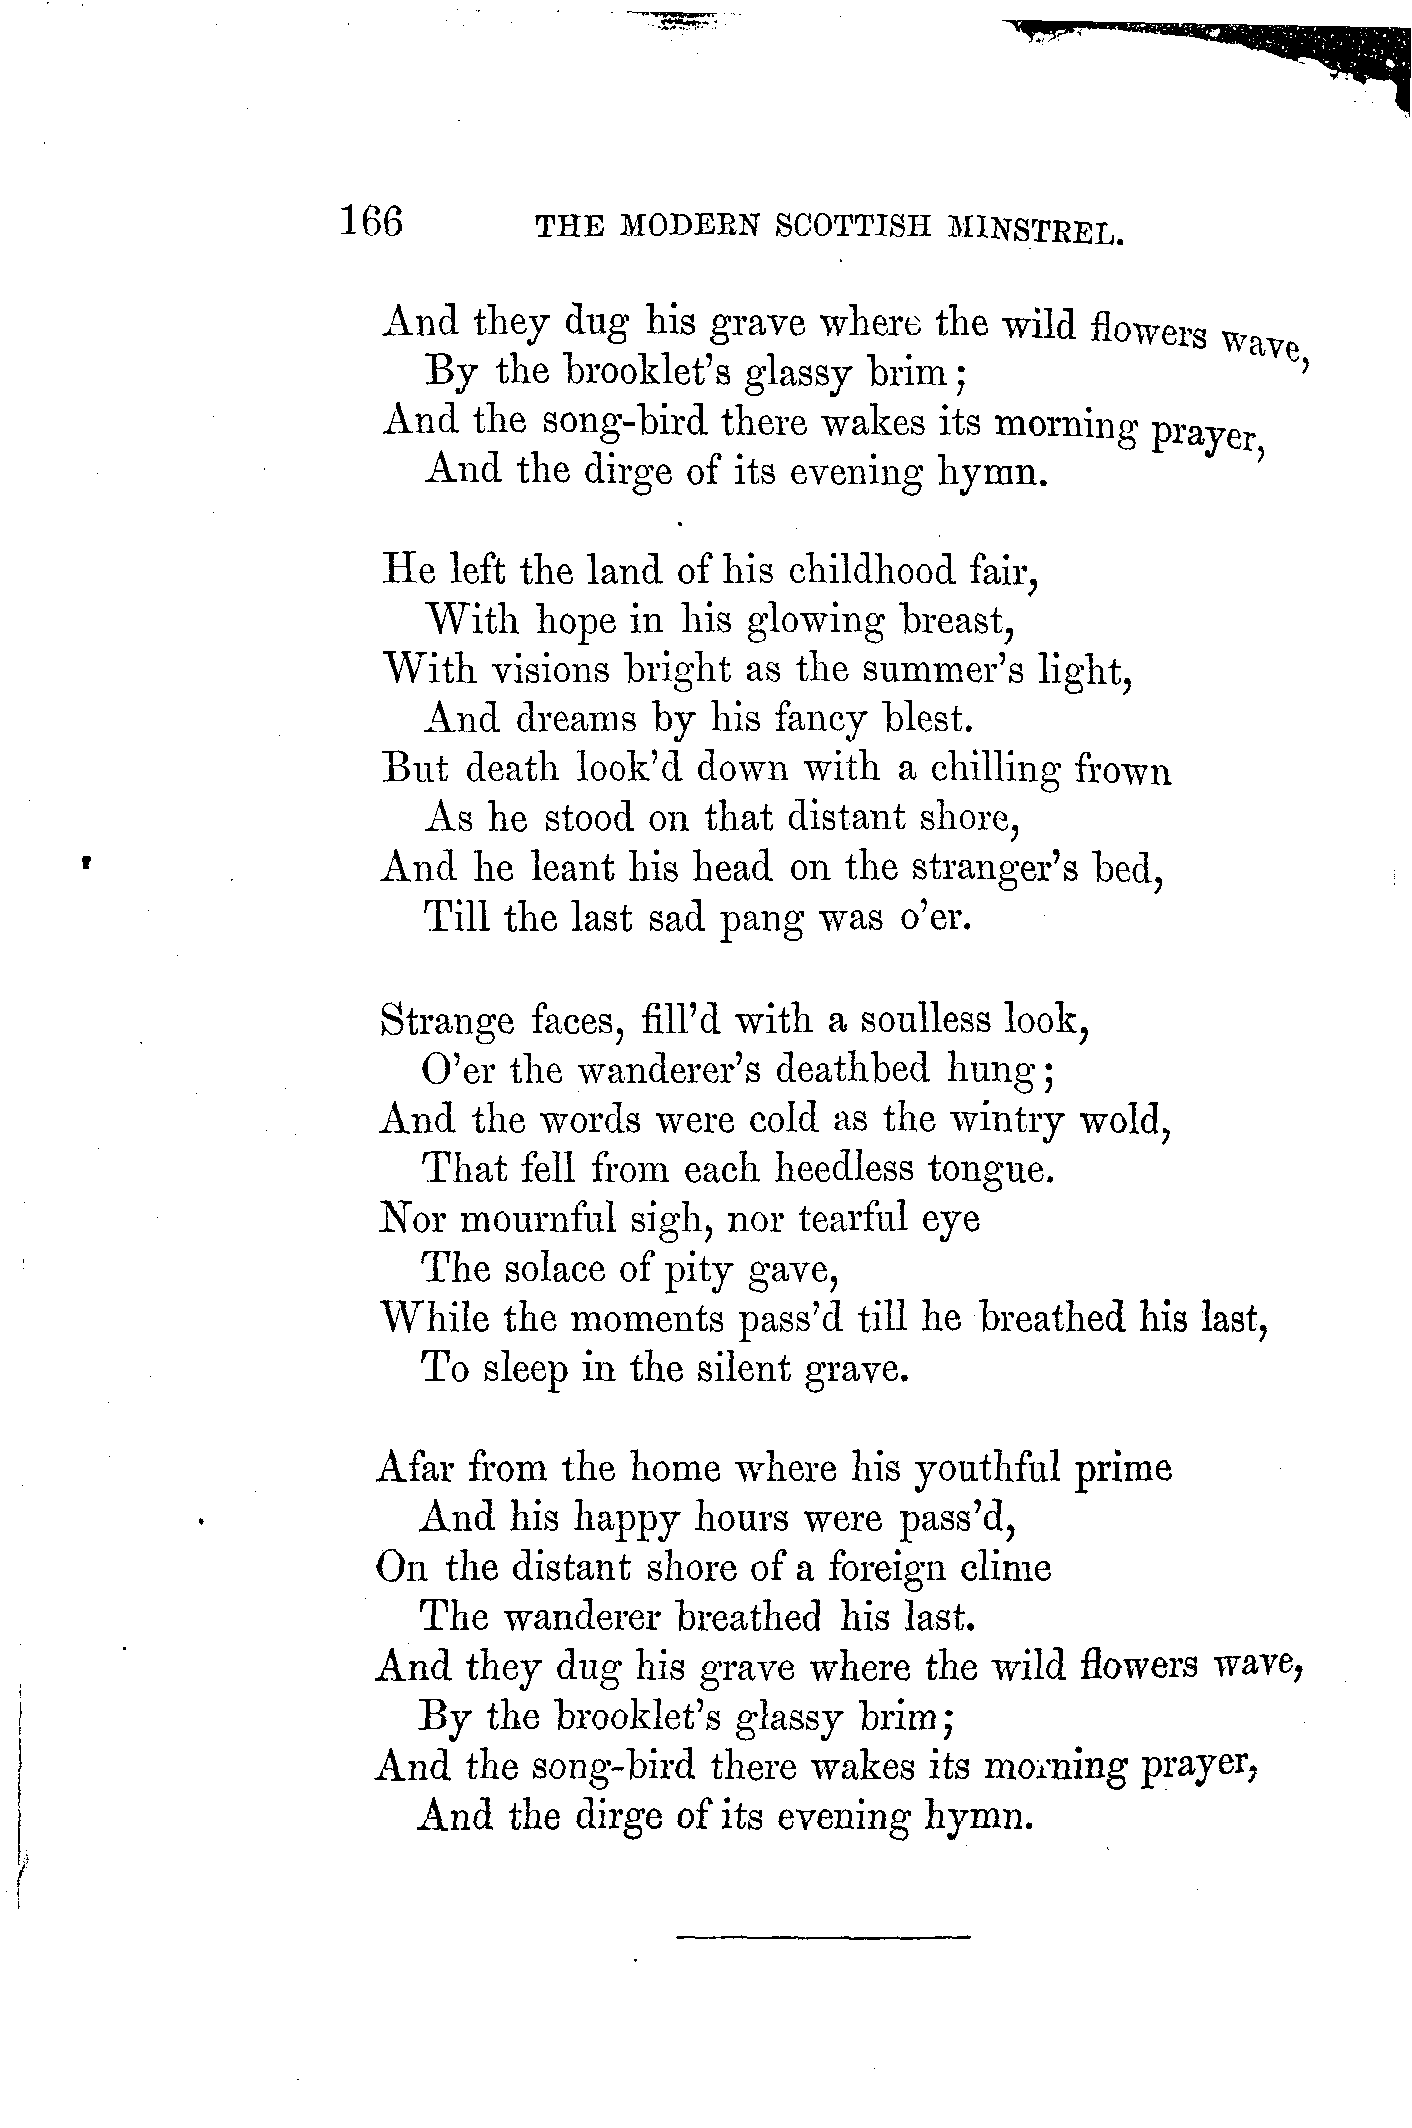 166 THE MODERN SCOTTISH MINSTREL.
And they dug his grave where the wild flowers wave,
By the brooklet's glassy brim;
And the song-bird there wakes its morning prayer,
And the dirge of its evening hymn.
He left the land of his childhood fair,
With hope in his glowing breast,
With visions bright as the summer's light,
And dreams by his fancy blest.
But death look'd down with a chilling frown
As he stood on that distant shore,
And he leant his head on the stranger's bed,
Till the last sad pang was o'er.
Strange faces, fill'd with a soulless look,
O'er the wanderer's deathbed hung;
And the words were cold as the wintry wold,
That fell from each heedless tongue.
Nor mournful sigh, nor tearful eye
The solace of pity gave,
While the moments pass'd till he breathed his last,
To sleep in the silent grave.
Afar from the home where his youthful prime
And his happy hours were pass'd,
On the distant shore of a foreign clime
The wanderer breathed his last.
And they dug his grave where the wild flowers wave,
By the brooklet's glassy brim;
And the song-bird there wakes its morning prayer,
And the dirge of its evening hymn.